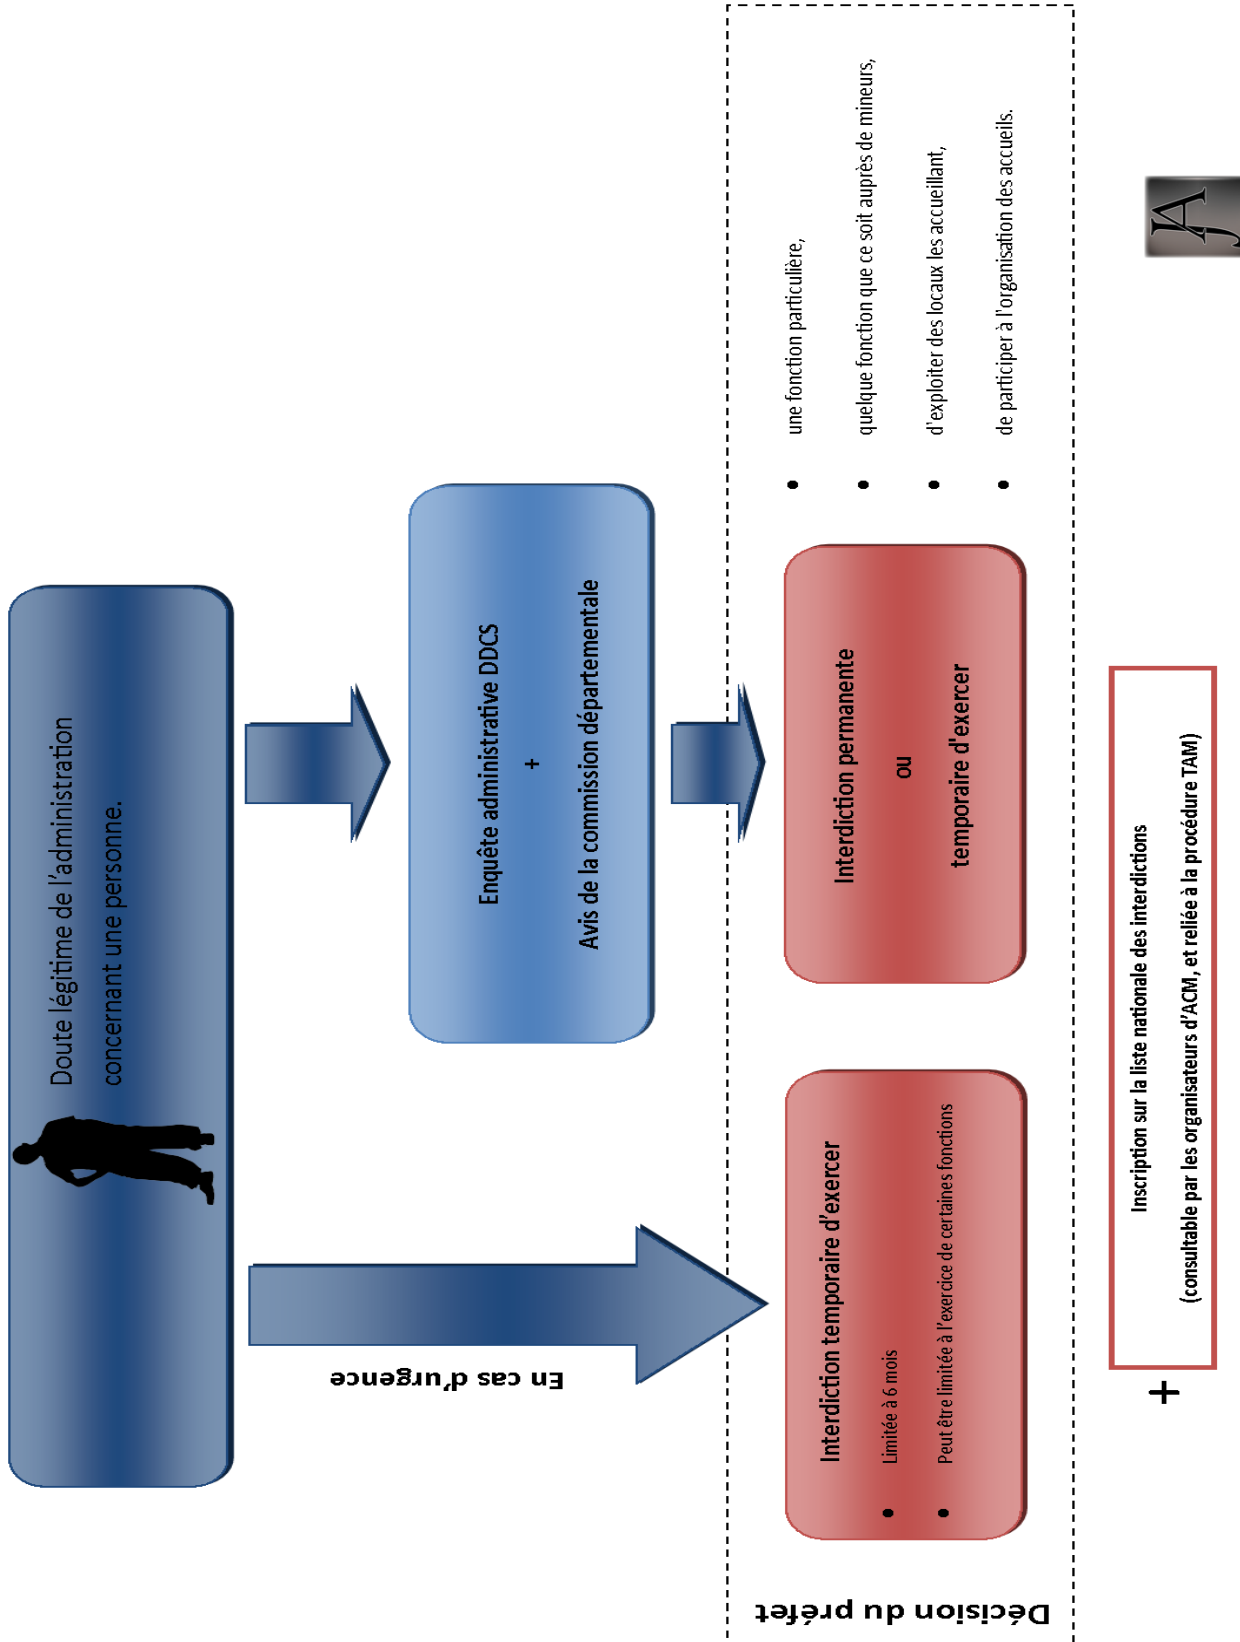 Doute légitime de l'administration
concernant une personne.
En cas d'urgence
Enquête administrative DDCS
+
Avis de la commission départementale
Décision du préfet
Interdiction temporaire d'exercer
• Limitée à 6 mois
• Peut être limitée à l'exercice de certaines fonctions
Interdiction permanente
ou
temporaire d'exercer
• une fonction particulière,
• quelque fonction que ce soit auprès de mineurs,
• d'exploiter des locaux les accueillant,
• de participer à l'organisation des accueils.
+
Inscription sur la liste nationale des interdictions
(consultable par les organisateurs d'ACM, et reliée à la procédure TAM)
JA